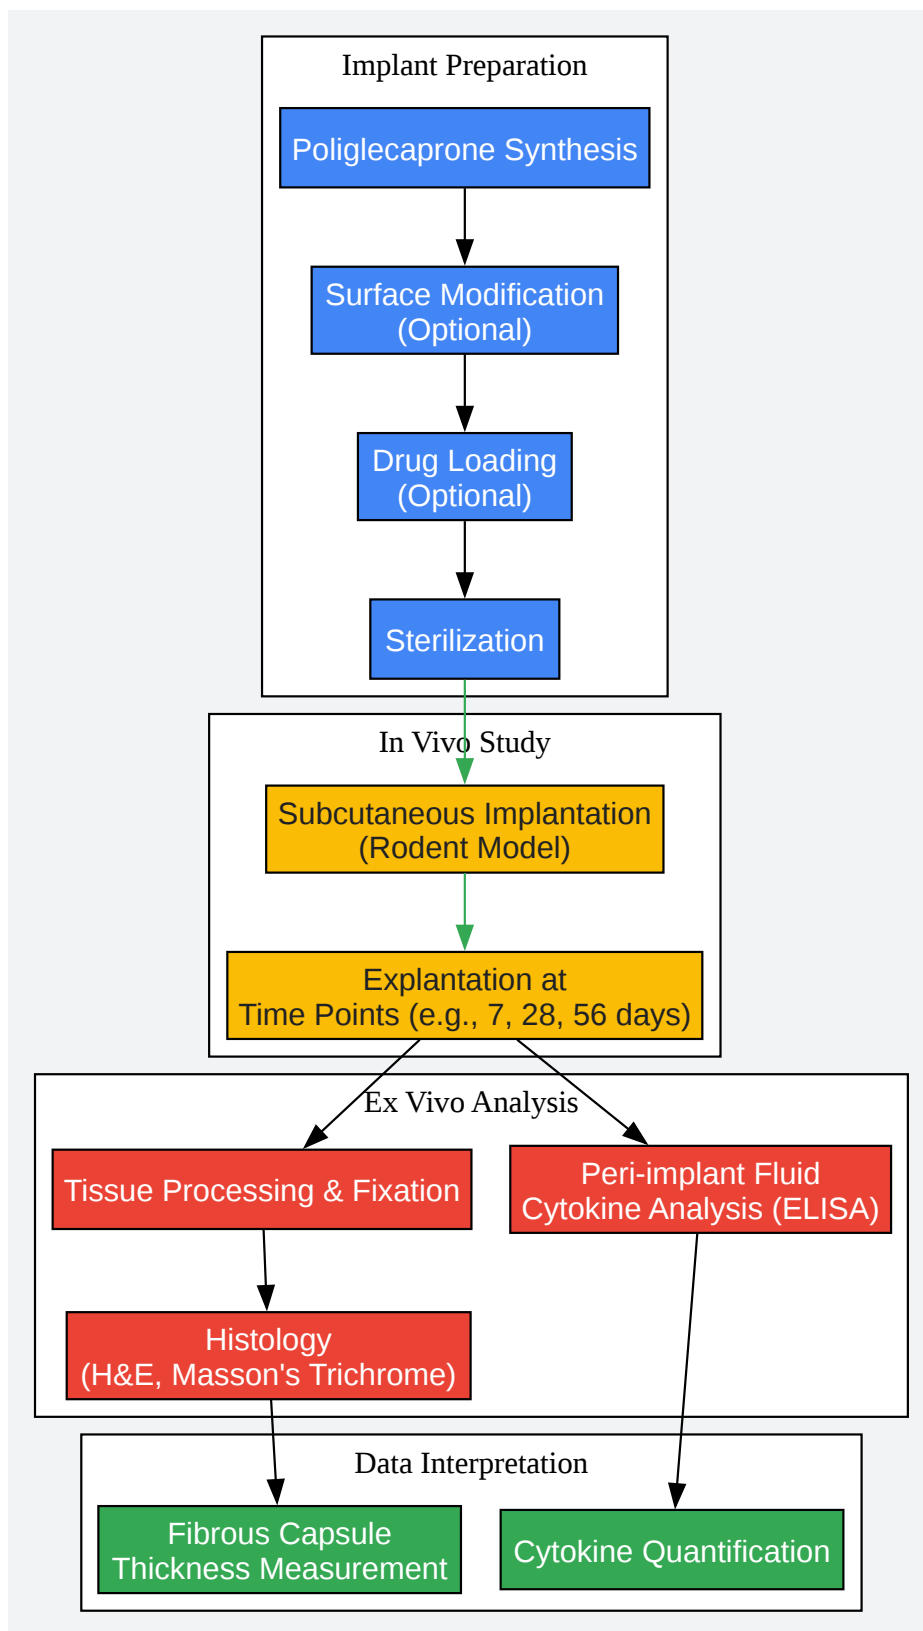 Implant Preparation
Poliglecaprone Synthesis
Surface Modification
(Optional)
Drug Loading
(Optional)
Sterilization
In Vivo Study
Subcutaneous Implantation
(Rodent Model)
Explantation at
Time Points (e.g., 7, 28, 56 days)
Ex Vivo Analysis
Tissue Processing & Fixation
Peri-implant Fluid
Cytokine Analysis (ELISA)
Histology
(H&E, Masson's Trichrome)
Data Interpretation
Fibrous Capsule
Thickness Measurement
Cytokine Quantification